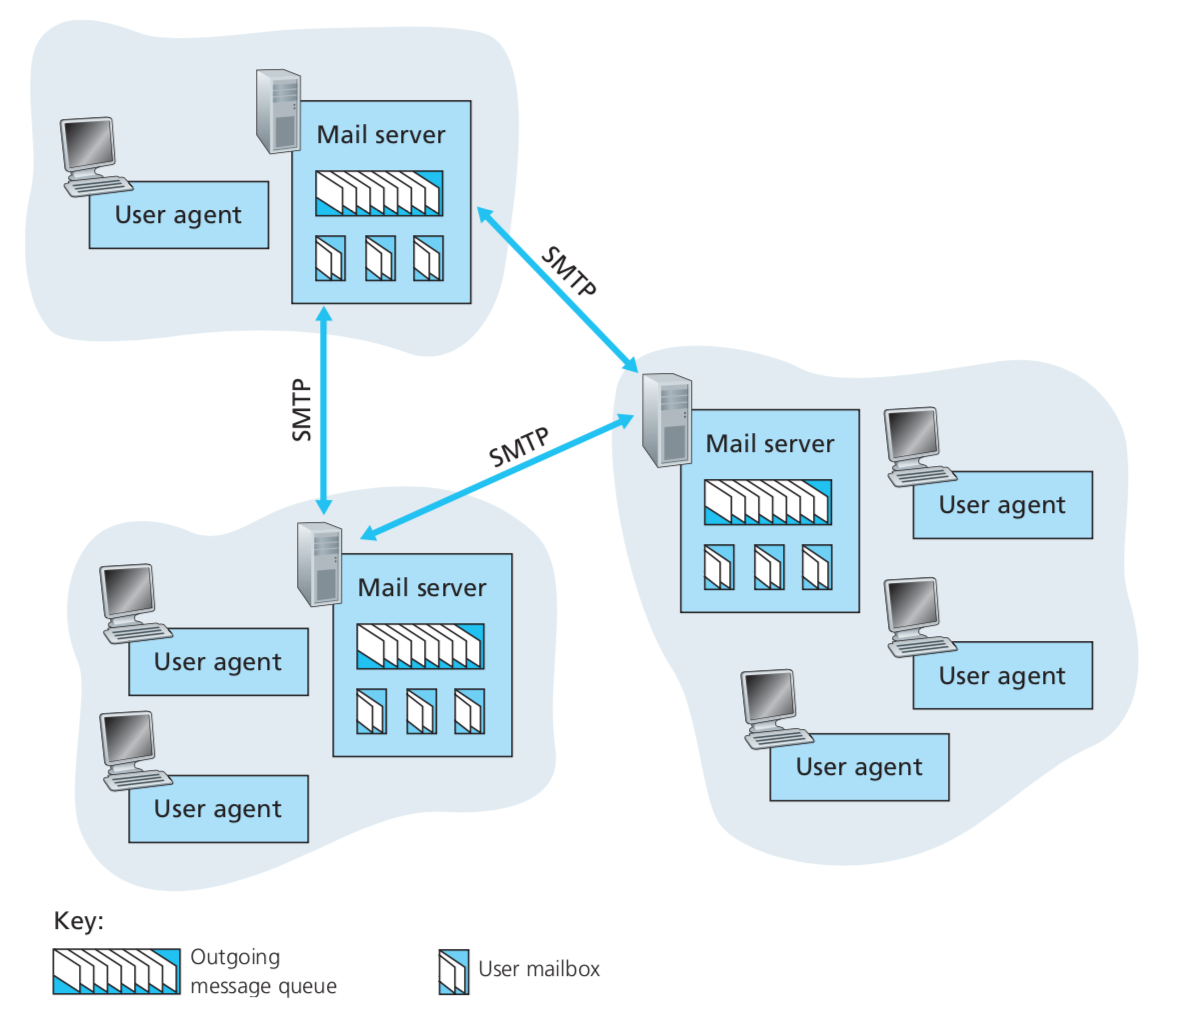 Mail server
User agent
SMTP
SMTP
SMTP
Mail server
User agent
Mail server
User agent
User agent
User agent
User agent
Key:
Outgoing
message queue
User mailbox